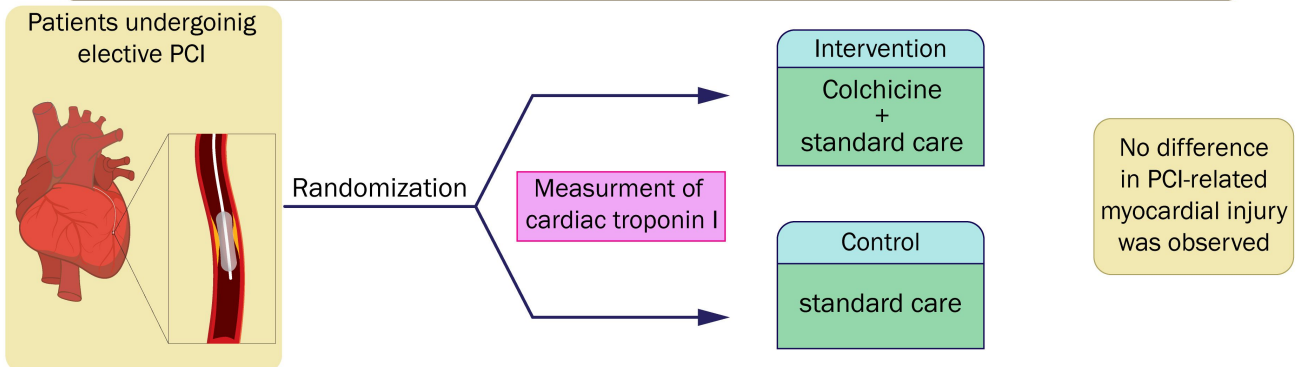 Patients undergoinig
elective PCI
Randomization
Measurment of
cardiac troponin I
Intervention
Colchicine
+
standard care
Control
standard care
No difference
in PCI-related
myocardial injury
was observed